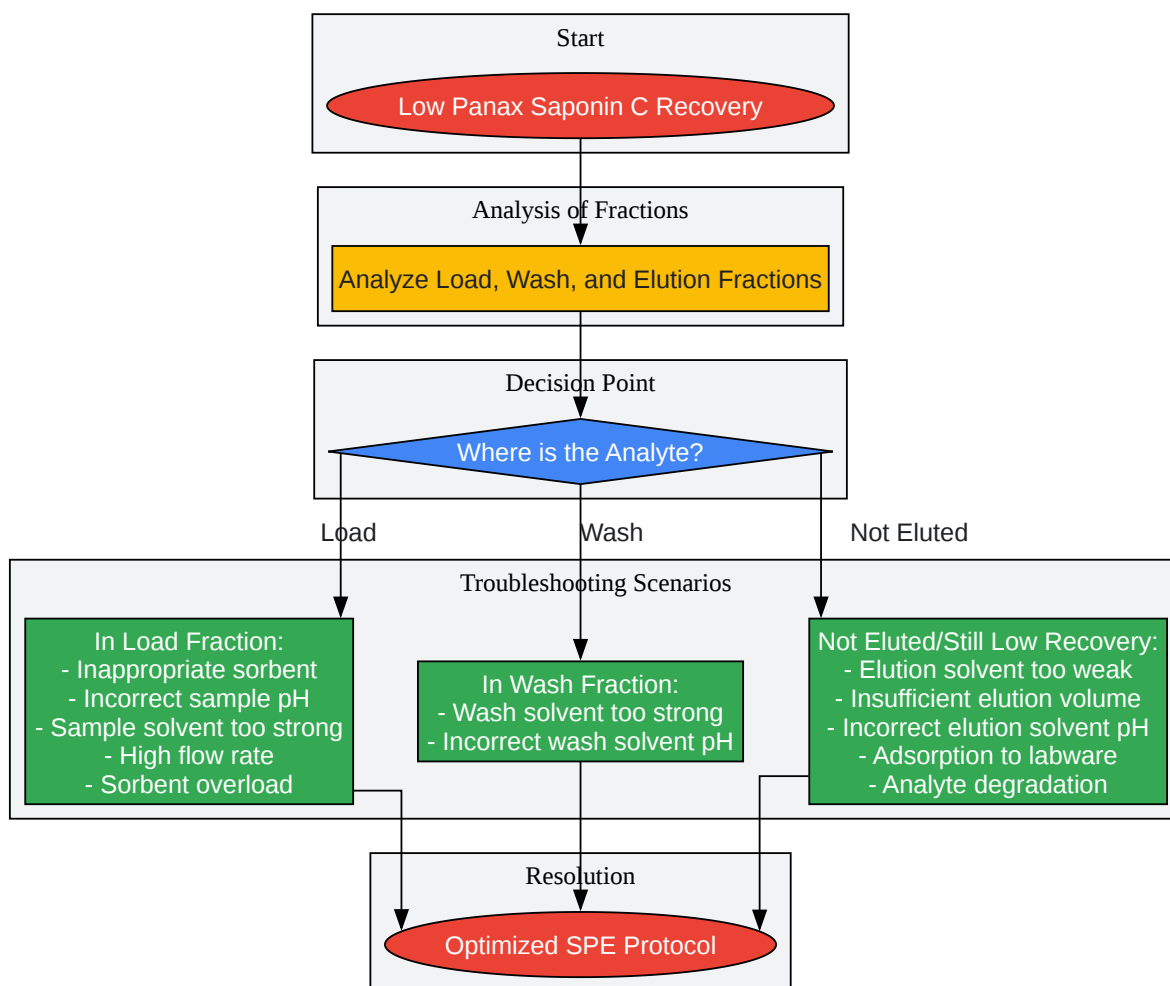 Start
Low Panax Saponin C Recovery
Analysis of Fractions
Analyze Load, Wash, and Elution Fractions
Decision Point
Where is the Analyte?
Load
Wash
Not Eluted
Troubleshooting Scenarios
In Load Fraction:
- Inappropriate sorbent
- Incorrect sample pH
- Sample solvent too strong
- High flow rate
- Sorbent overload
In Wash Fraction:
- Wash solvent too strong
- Incorrect wash solvent pH
Not Eluted/Still Low Recovery:
- Elution solvent too weak
- Insufficient elution volume
- Incorrect elution solvent pH
- Adsorption to labware
- Analyte degradation
Resolution
Optimized SPE Protocol